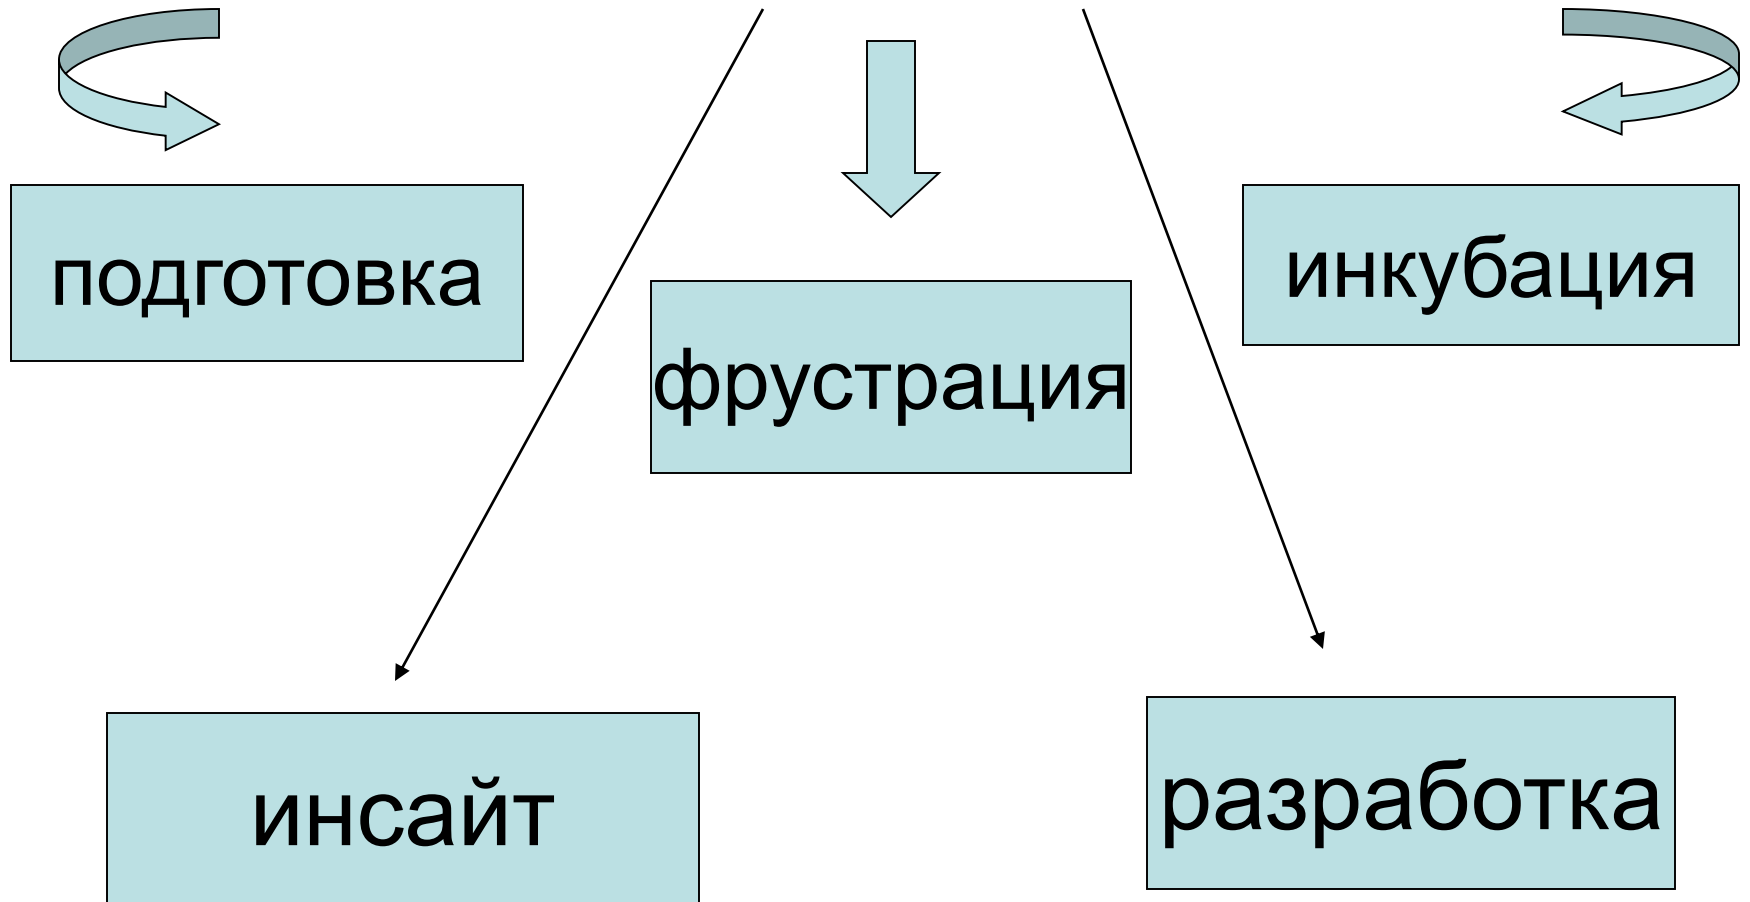 подготовка
фрустрация
инкубация
инсайт
разработка